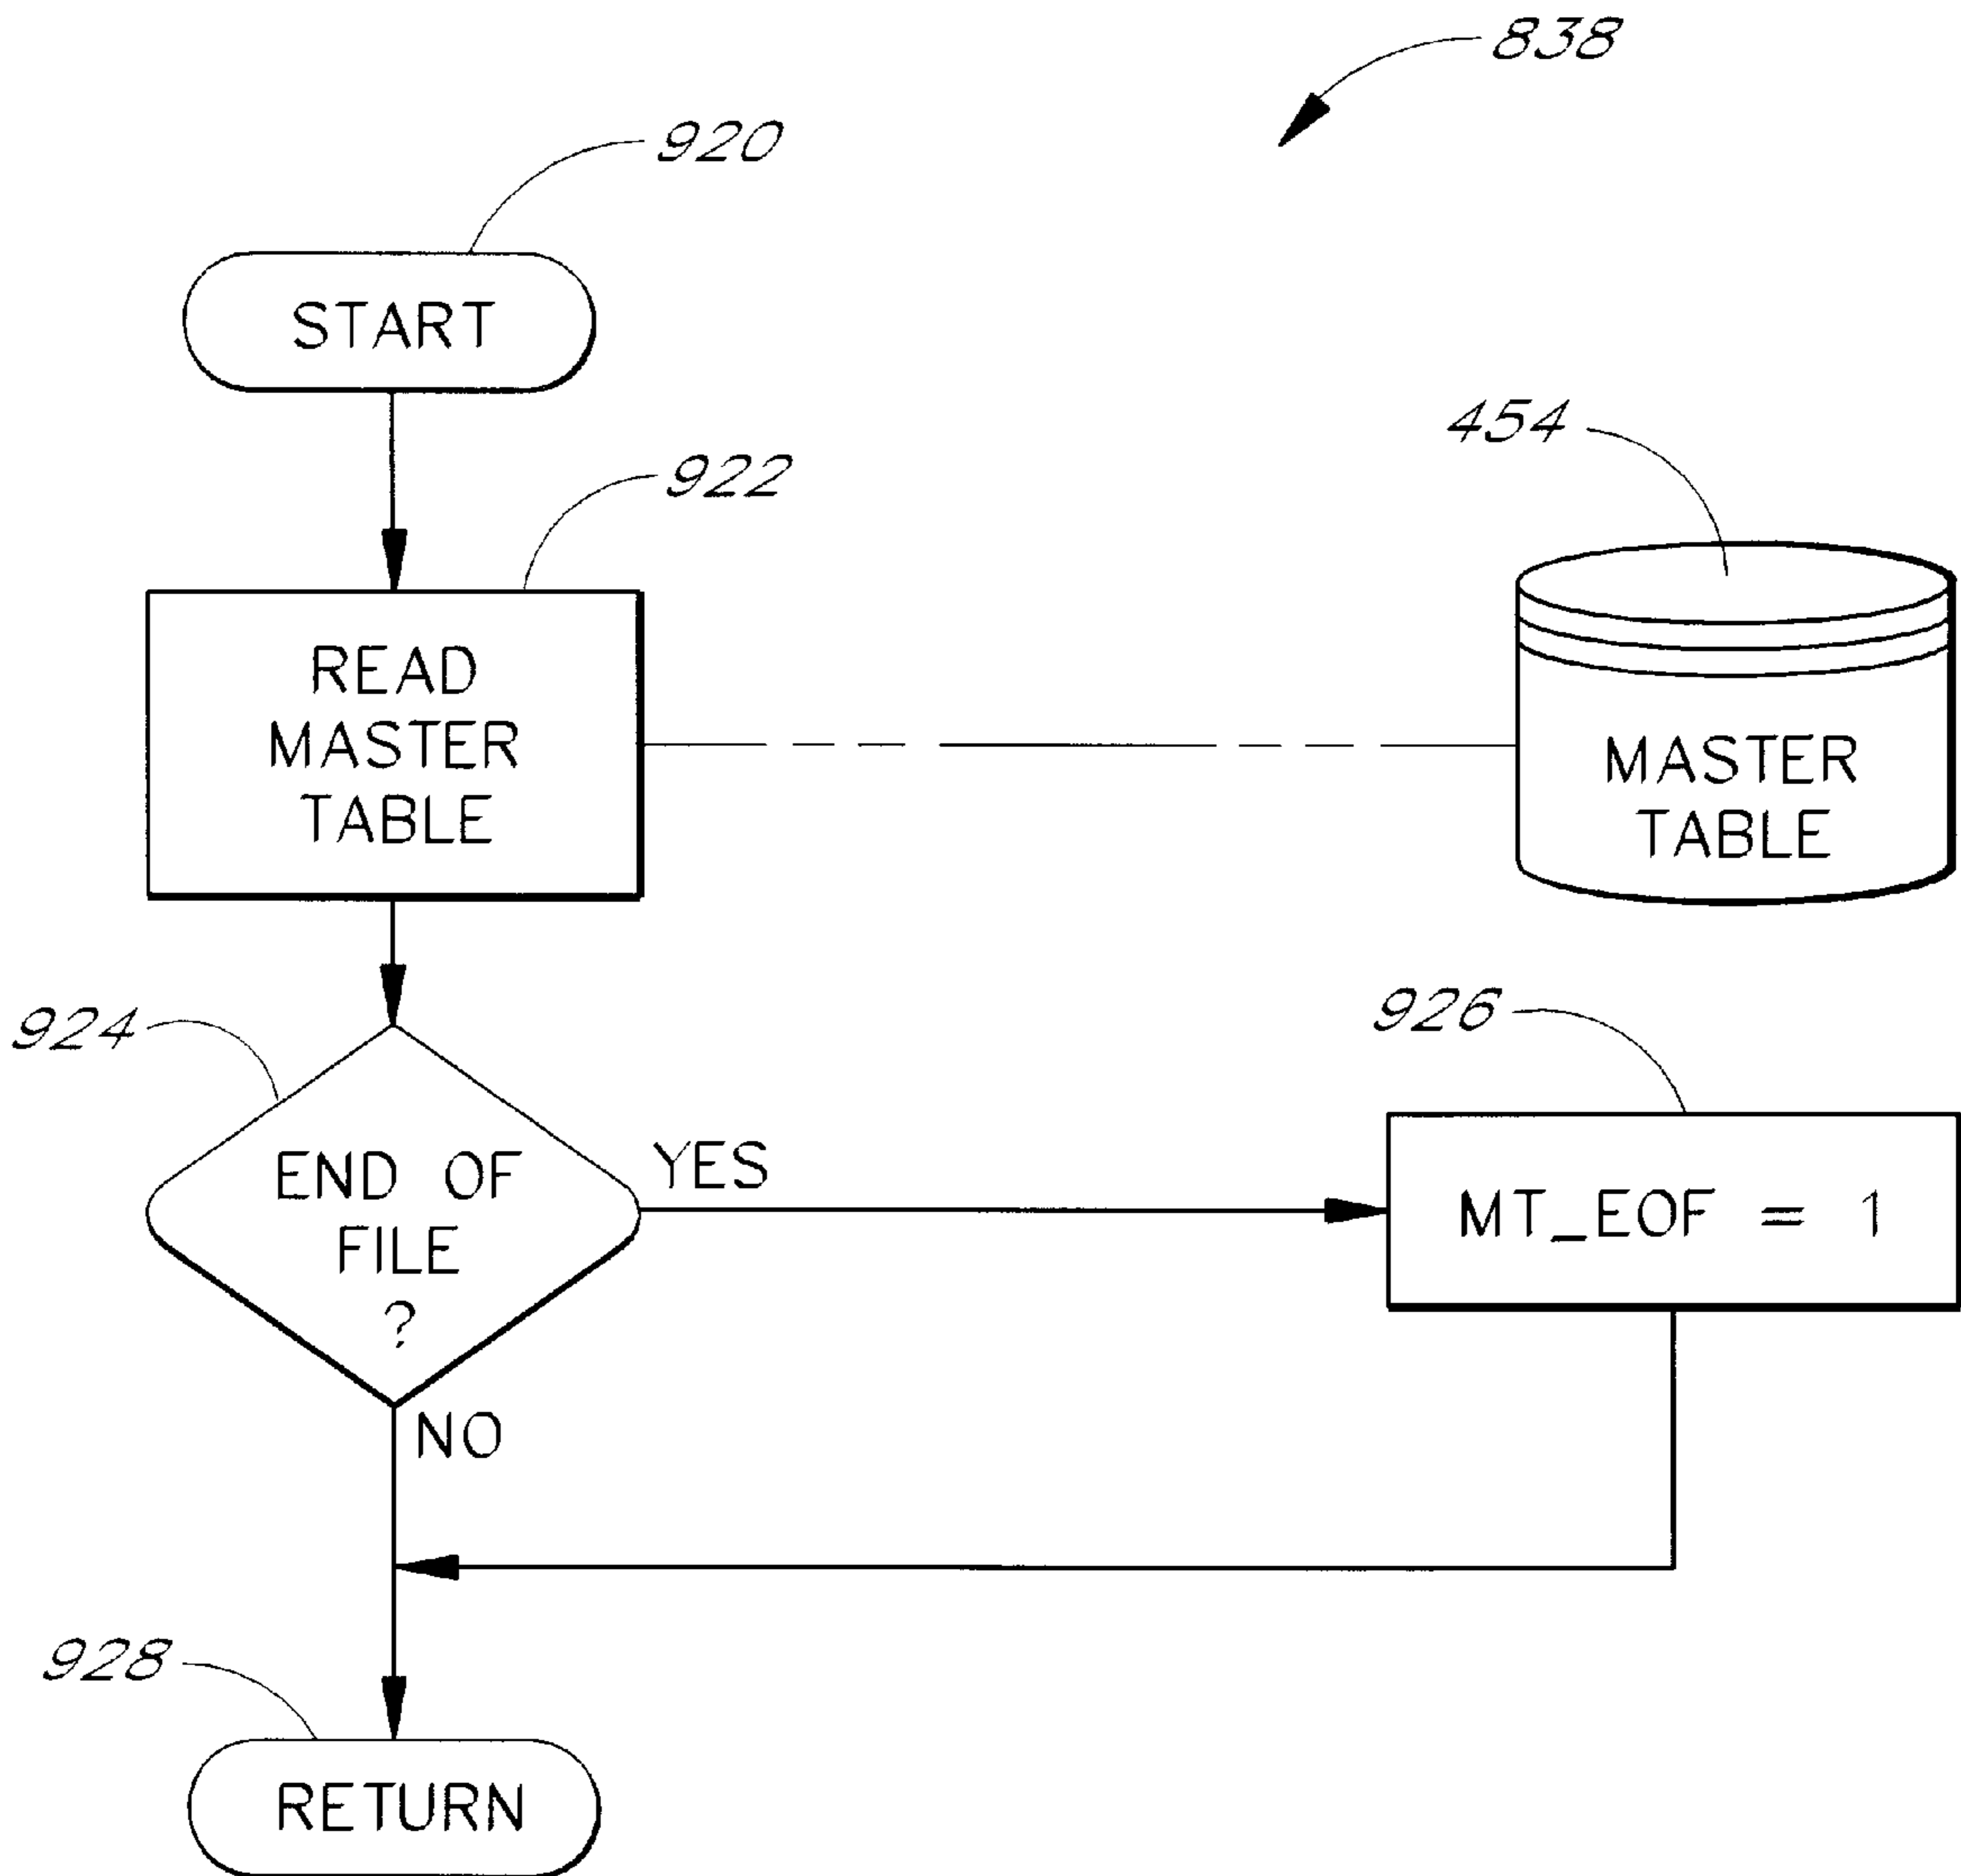 838
920
START
922
454
READ
MASTER
TABLE
MASTER
TABLE
924
926
END OF
FILE
?
YES
MT_EOF = 1
NO
928
RETURN